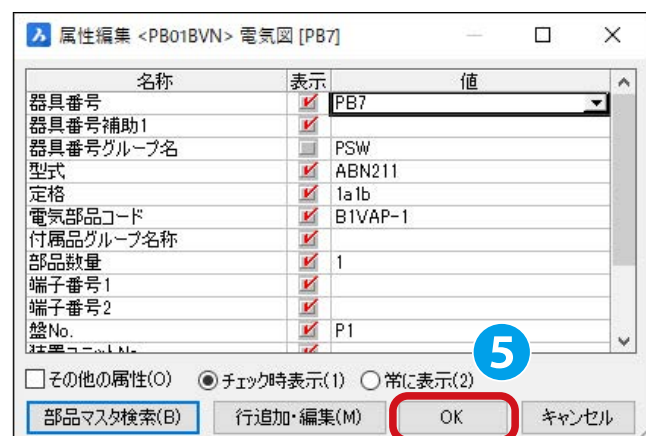 属性編集 <PB01BVN> 電気図 [PB7]
名称 表示 値
器具番号 PB7
器具番号補助1
器具番号グループ名 PSW
型式 ABN211
定格 1a1b
電気部品コード B1VAP-1
付属品グループ名称
部品数量 1
端子番号1
端子番号2
盤No. P1
5
その他の属性(O) チェック時表示(1) 常に表示(2)
部品マスタ検索(B) 行追加・編集(M) OK キャンセル